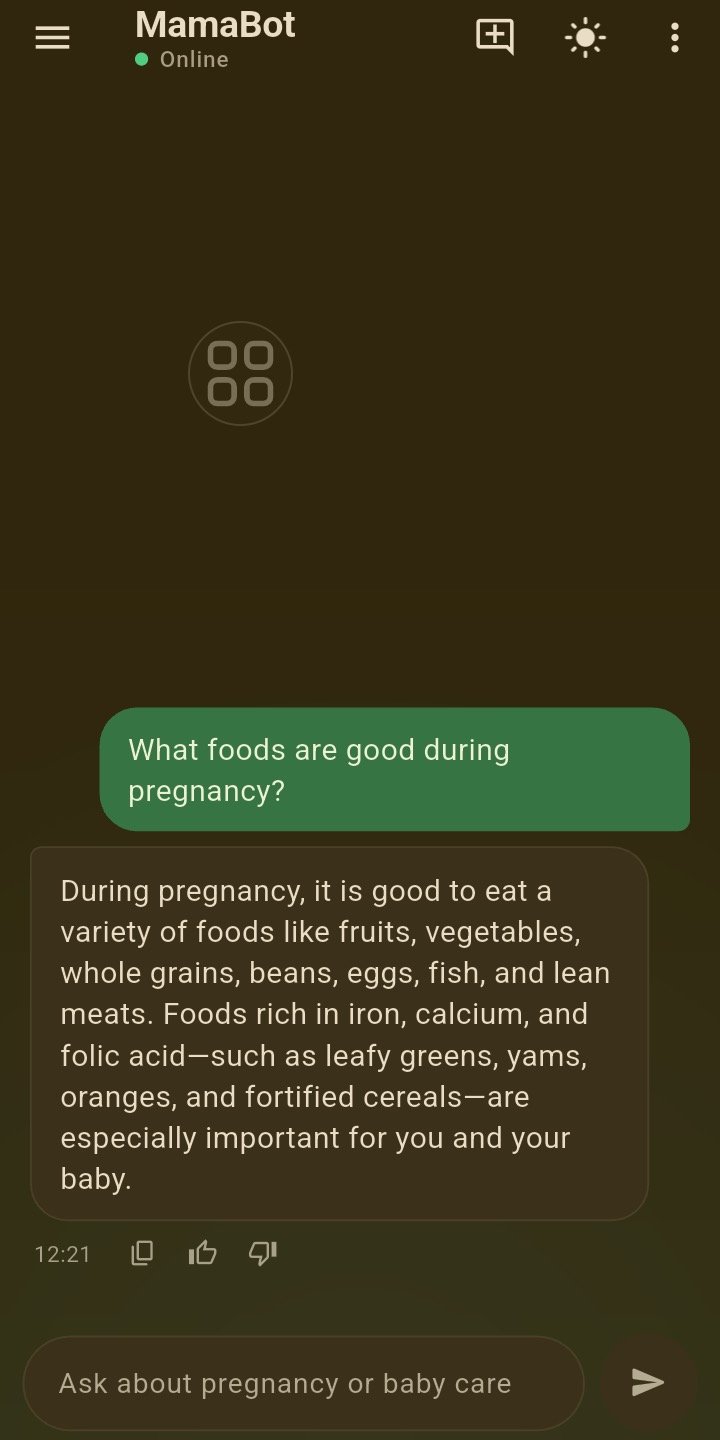 MamaBot
Online
What foods are good during
pregnancy?
During pregnancy, it is good to eat a
variety of foods like fruits, vegetables,
whole grains, beans, eggs, fish, and lean
meats. Foods rich in iron, calcium, and
folic acid—such as leafy greens, yams,
oranges, and fortified cereals—are
especially important for you and your
baby.
12:21
Ask about pregnancy or baby care